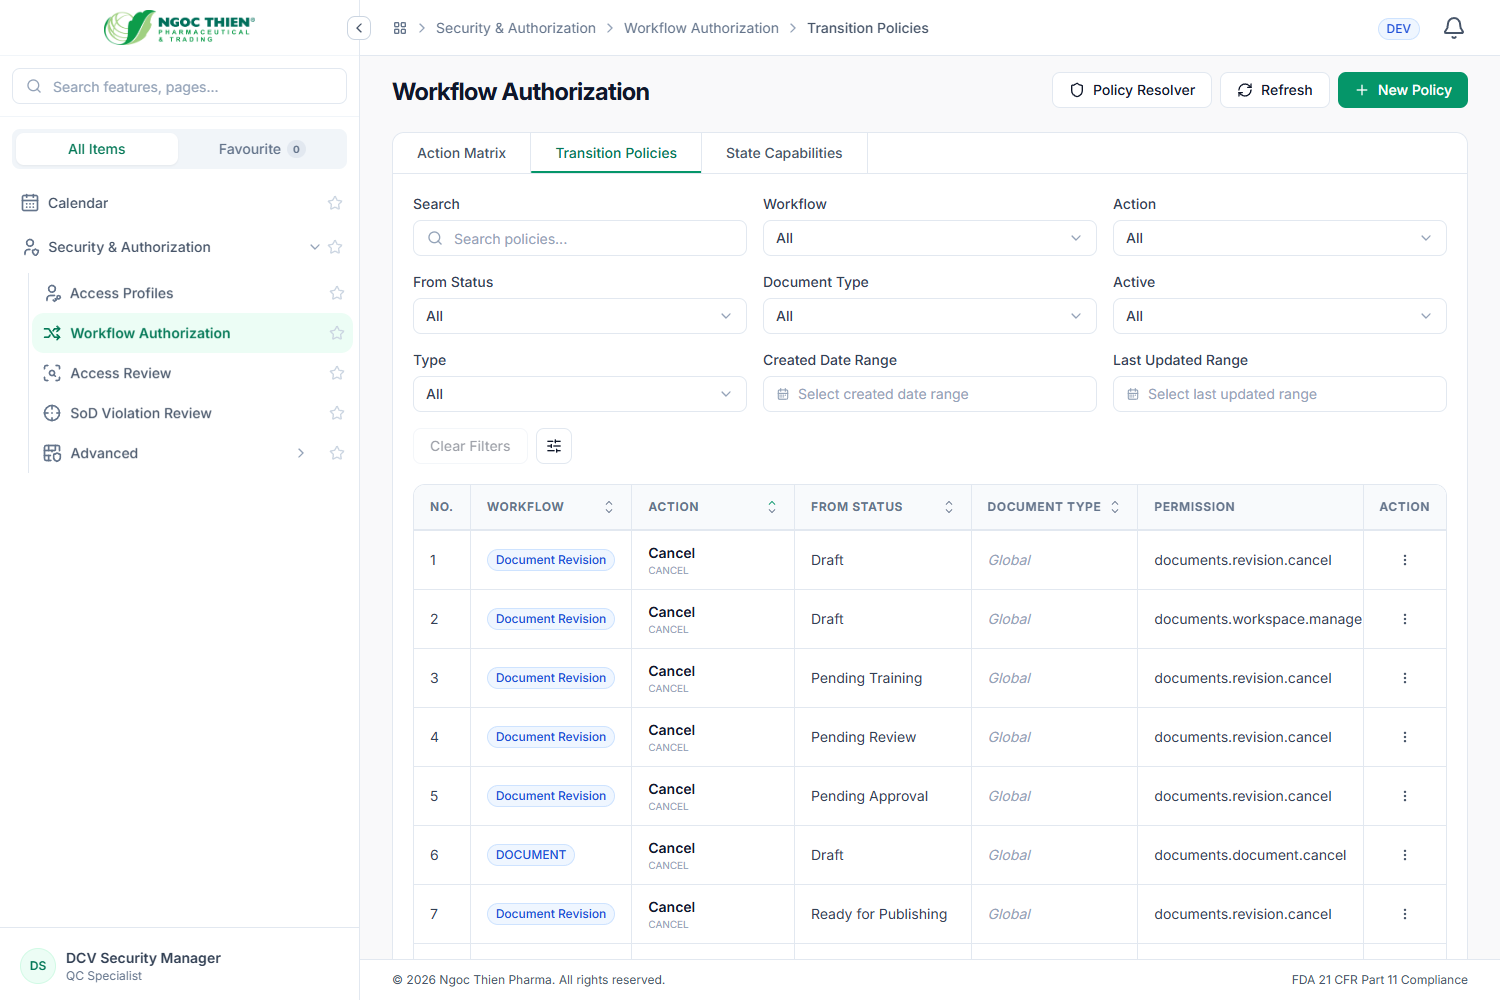 NGOC THIEN®
PHARMACEUTICAL
& TRADING
Search features, pages...
All Items
Favourite 0
Calendar
Security & Authorization
Access Profiles
Workflow Authorization
Access Review
SoD Violation Review
Advanced
DS
DCV Security Manager
QC Specialist
Security & Authorization
Workflow Authorization
Transition Policies
DEV
Workflow Authorization
Policy Resolver
Refresh
New Policy
Action Matrix
Transition Policies
State Capabilities
Search
Workflow
Action
Search policies...
All
All
From Status
Document Type
Active
All
All
All
Type
Created Date Range
Last Updated Range
All
Select created date range
Select last updated range
Clear Filters
NO. WORKFLOW ACTION FROM STATUS DOCUMENT TYPE PERMISSION ACTION
1 Document Revision Cancel Draft Global documents.revision.cancel
CANCEL
2 Document Revision Cancel Draft Global documents.workspace.manage
CANCEL
3 Document Revision Cancel Pending Training Global documents.revision.cancel
CANCEL
4 Document Revision Cancel Pending Review Global documents.revision.cancel
CANCEL
5 Document Revision Cancel Pending Approval Global documents.revision.cancel
CANCEL
6 DOCUMENT Cancel Draft Global documents.document.cancel
CANCEL
7 Document Revision Cancel Ready for Publishing Global documents.revision.cancel
CANCEL
© 2026 Ngoc Thien Pharma. All rights reserved.
FDA 21 CFR Part 11 Compliance